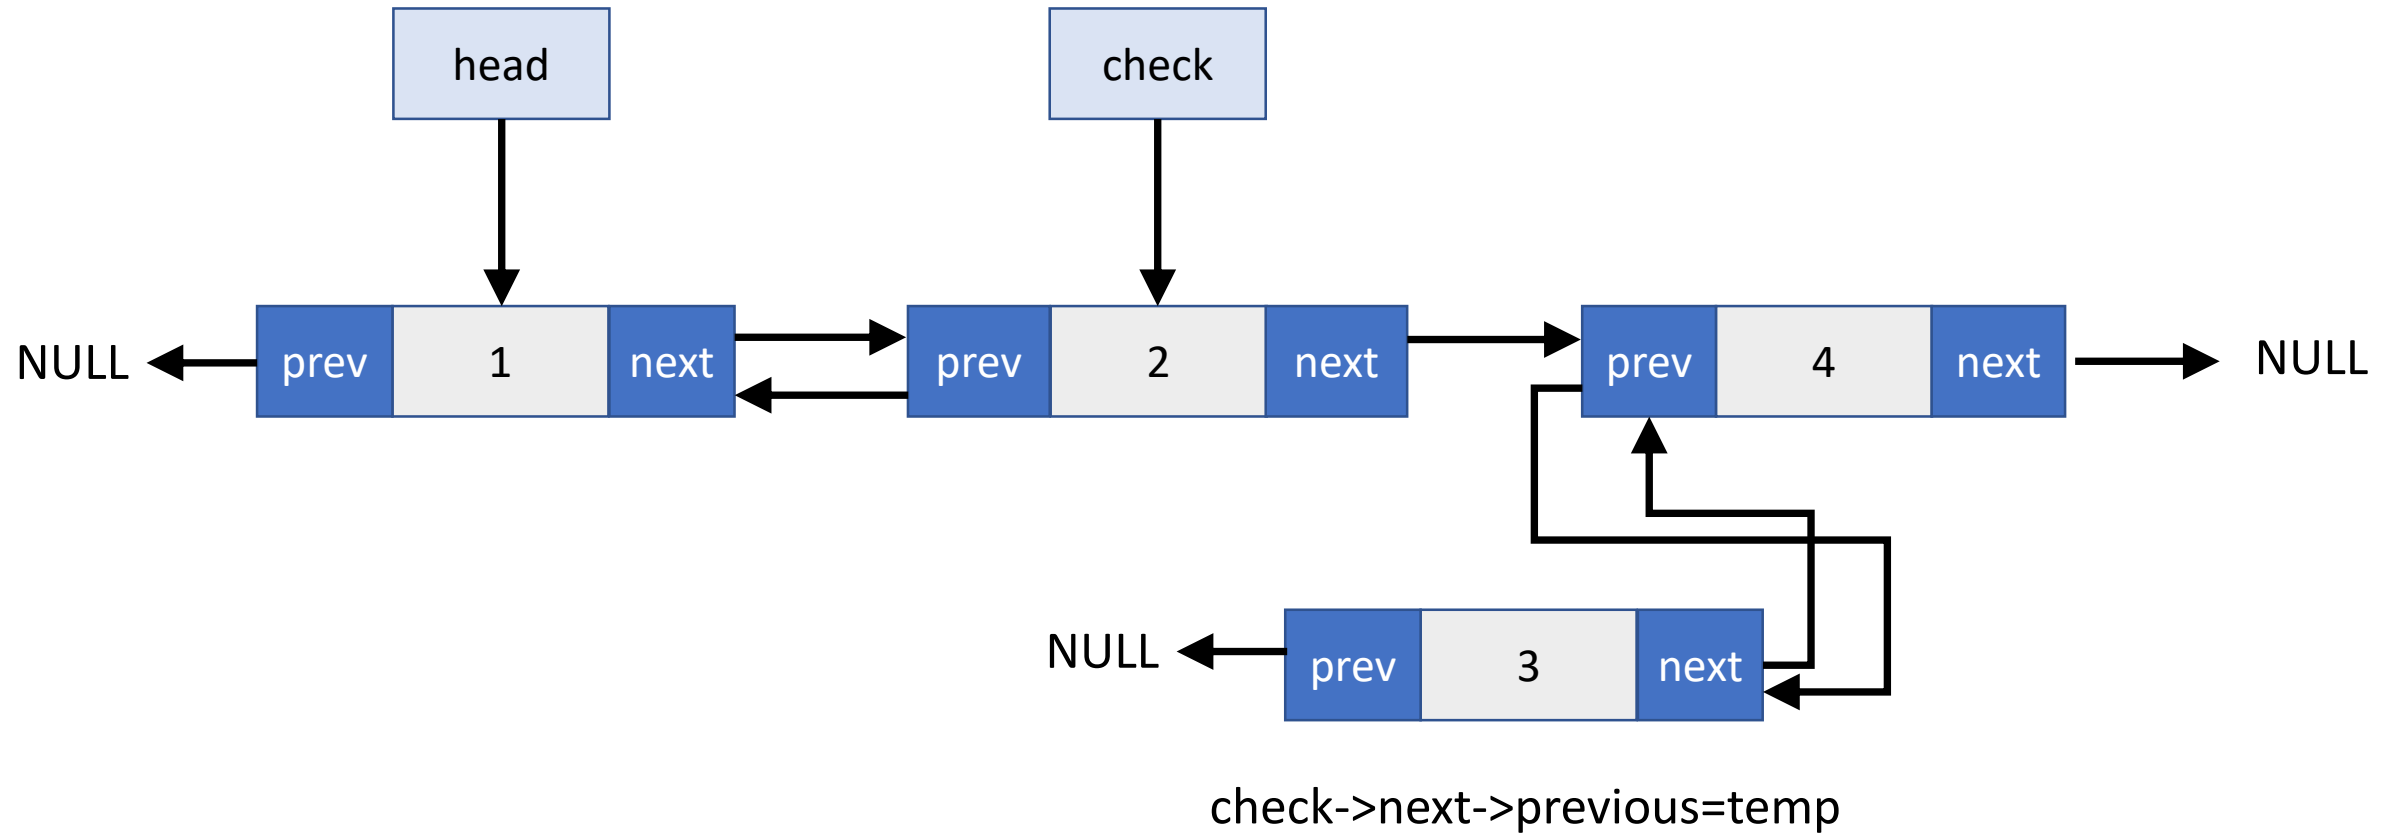 head
check
NULL
prev
1
next
prev
2
next
prev
4
next
NULL
NULL
prev
3
next
check->next->previous=temp